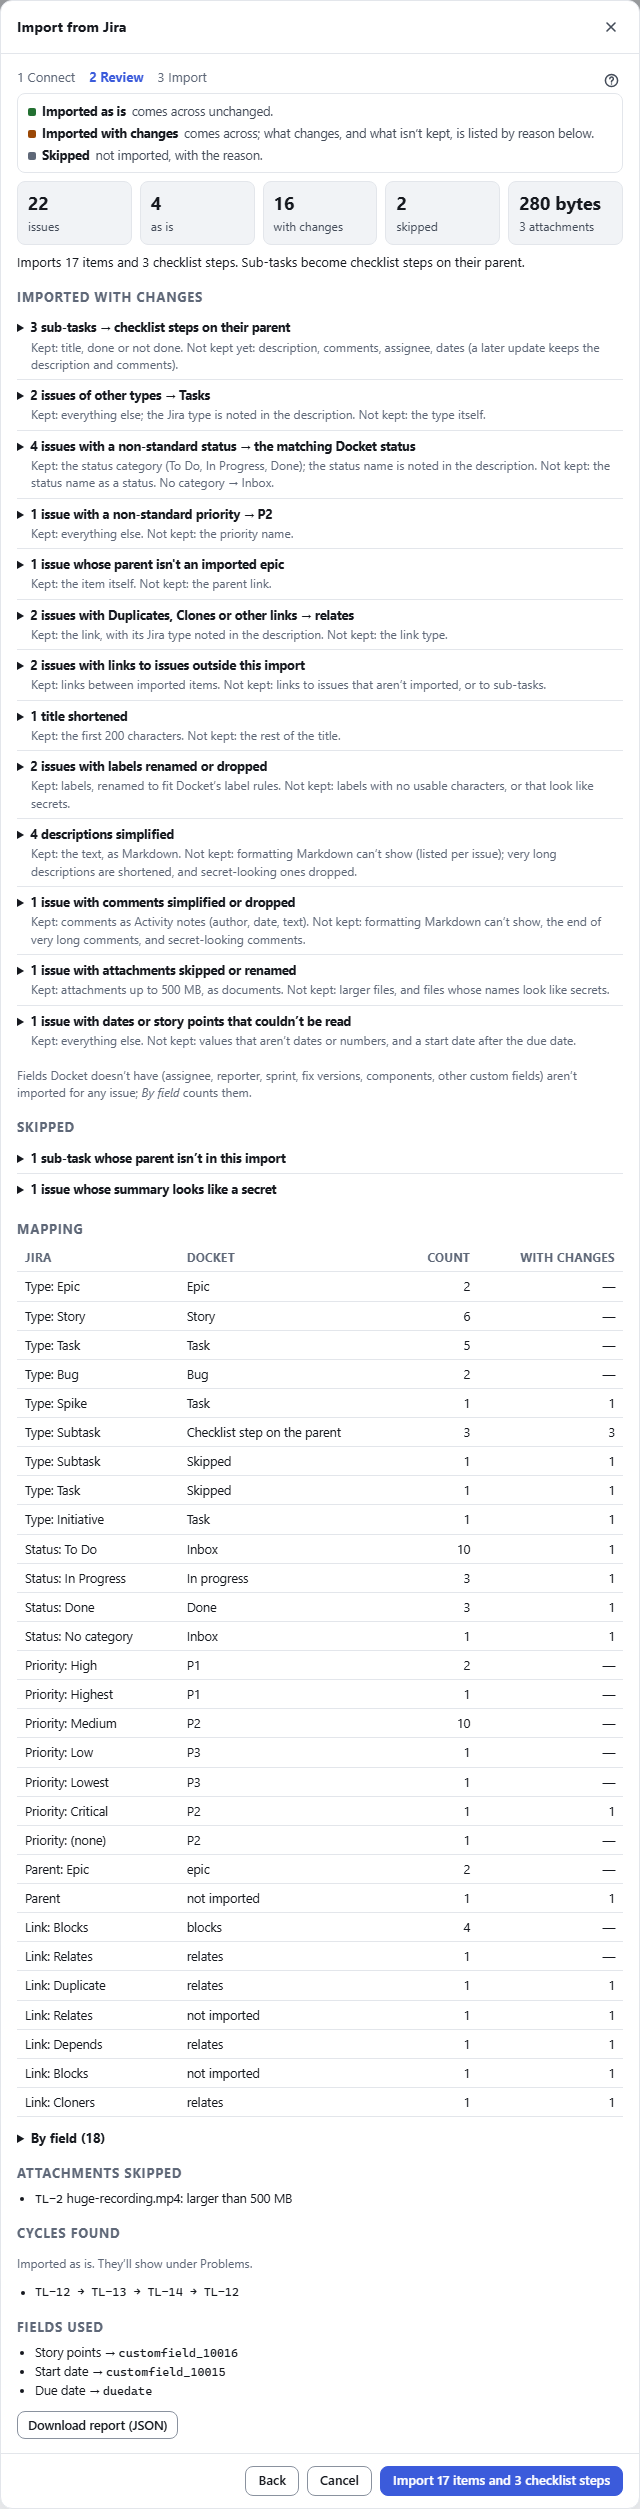 Import from Jira
1 Connect 2 Review 3 Import
Imported as is comes across unchanged.
Imported with changes comes across; what changes, and what isn't kept, is listed by reason below.
Skipped not imported, with the reason.
22 4 16 2 280 bytes
issues as is with changes skipped 3 attachments
Imports 17 items and 3 checklist steps. Sub-tasks become checklist steps on their parent.
IMPORTED WITH CHANGES
3 sub-tasks → checklist steps on their parent
Kept: title, done or not done. Not kept yet: description, comments, assignee, dates (a later update keeps the
description and comments).
2 issues of other types → Tasks
Kept: everything else; the Jira type is noted in the description. Not kept: the type itself.
4 issues with a non-standard status → the matching Docket status
Kept: the status category (To Do, In Progress, Done); the status name is noted in the description. Not kept: the
status name as a status. No category → Inbox.
1 issue with a non-standard priority → P2
Kept: everything else. Not kept: the priority name.
1 issue whose parent isn't an imported epic
Kept: the item itself. Not kept: the parent link.
2 issues with Duplicates, Clones or other links → relates
Kept: the link, with its Jira type noted in the description. Not kept: the link type.
2 issues with links to issues outside this import
Kept: links between imported items. Not kept: links to issues that aren't imported, or to sub-tasks.
1 title shortened
Kept: the first 200 characters. Not kept: the rest of the title.
2 issues with labels renamed or dropped
Kept: labels, renamed to fit Docket's label rules. Not kept: labels with no usable characters, or that look like
secrets.
4 descriptions simplified
Kept: the text, as Markdown. Not kept: formatting Markdown can't show (listed per issue); very long
descriptions are shortened, and secret-looking ones dropped.
1 issue with comments simplified or dropped
Kept: comments as Activity notes (author, date, text). Not kept: formatting Markdown can't show, the end of
very long comments, and secret-looking comments.
1 issue with attachments skipped or renamed
Kept: attachments up to 500 MB, as documents. Not kept: larger files, and files whose names look like secrets.
1 issue with dates or story points that couldn't be read
Kept: everything else. Not kept: values that aren't dates or numbers, and a start date after the due date.
Fields Docket doesn't have (assignee, reporter, sprint, fix versions, components, other custom fields) aren't
imported for any issue; By field counts them.
SKIPPED
1 sub-task whose parent isn't in this import
1 issue whose summary looks like a secret
MAPPING
JIRA DOCKET COUNT WITH CHANGES
Type: Epic Epic 2 —
Type: Story Story 6 —
Type: Task Task 5 —
Type: Bug Bug 2 —
Type: Spike Task 1 1
Type: Subtask Checklist step on the parent 3 3
Type: Subtask Skipped 1 1
Type: Task Skipped 1 1
Type: Initiative Task 1 1
Status: To Do Inbox 10 1
Status: In Progress In progress 3 1
Status: Done Done 3 1
Status: No category Inbox 1 1
Priority: High P1 2 —
Priority: Highest P1 1 —
Priority: Medium P2 10 —
Priority: Low P3 1 —
Priority: Lowest P3 1 —
Priority: Critical P2 1 1
Priority: (none) P2 1 —
Parent: Epic epic 2 —
Parent not imported 1 1
Link: Blocks blocks 4 —
Link: Relates relates 1 —
Link: Duplicate relates 1 1
Link: Relates not imported 1 1
Link: Depends relates 1 1
Link: Blocks not imported 1 1
Link: Cloners relates 1 1
By field (18)
ATTACHMENTS SKIPPED
TL-2 huge-recording.mp4: larger than 500 MB
CYCLES FOUND
Imported as is. They'll show under Problems.
TL-12 → TL-13 → TL-14 → TL-12
FIELDS USED
Story points → customfield_10016
Start date → customfield_10015
Due date → duedate
Download report (JSON)
Back Cancel Import 17 items and 3 checklist steps